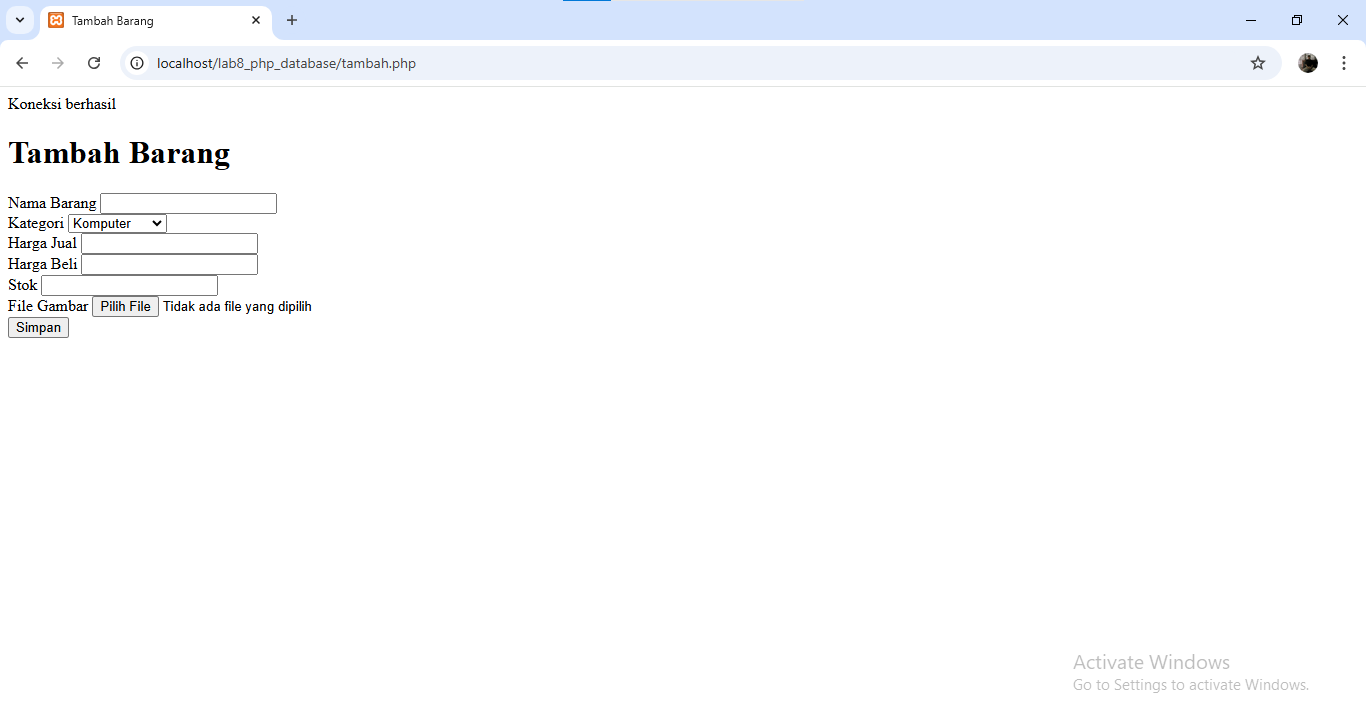 Tambah Barang
localhost/lab8_php_database/tambah.php
Koneksi berhasil
Tambah Barang
Nama Barang
Kategori Komputer
Harga Jual
Harga Beli
Stok
File Gambar Pilih File Tidak ada file yang dipilih
Simpan
Activate Windows
Go to Settings to activate Windows.